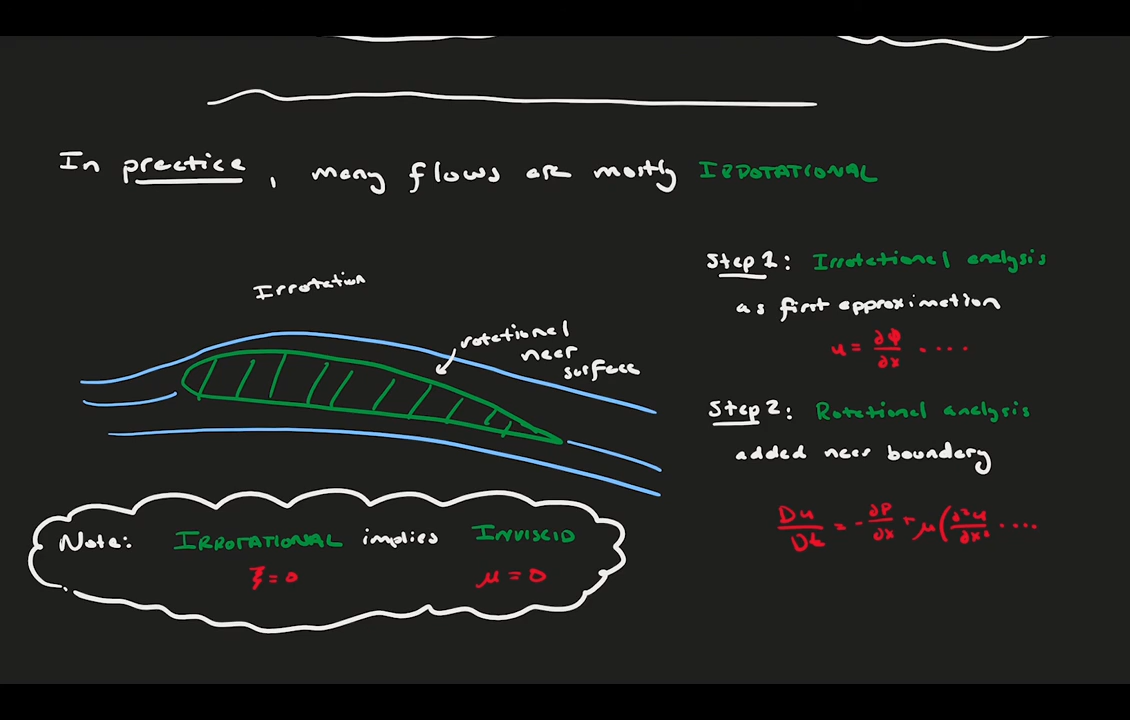 In practice, many flows are mostly IRROTATIONAL
Irrotation
rotational
near
surface
Step 1: Irrotational analysis
as first approximation
u = ∂Φ/∂x ....
Step 2: Rotational analysis
added near boundary
Du/Dt = -∂P/∂x + μ(∂²u/∂x² ....
Note: IRROTATIONAL implies INVISCID
ξ = 0 μ = 0